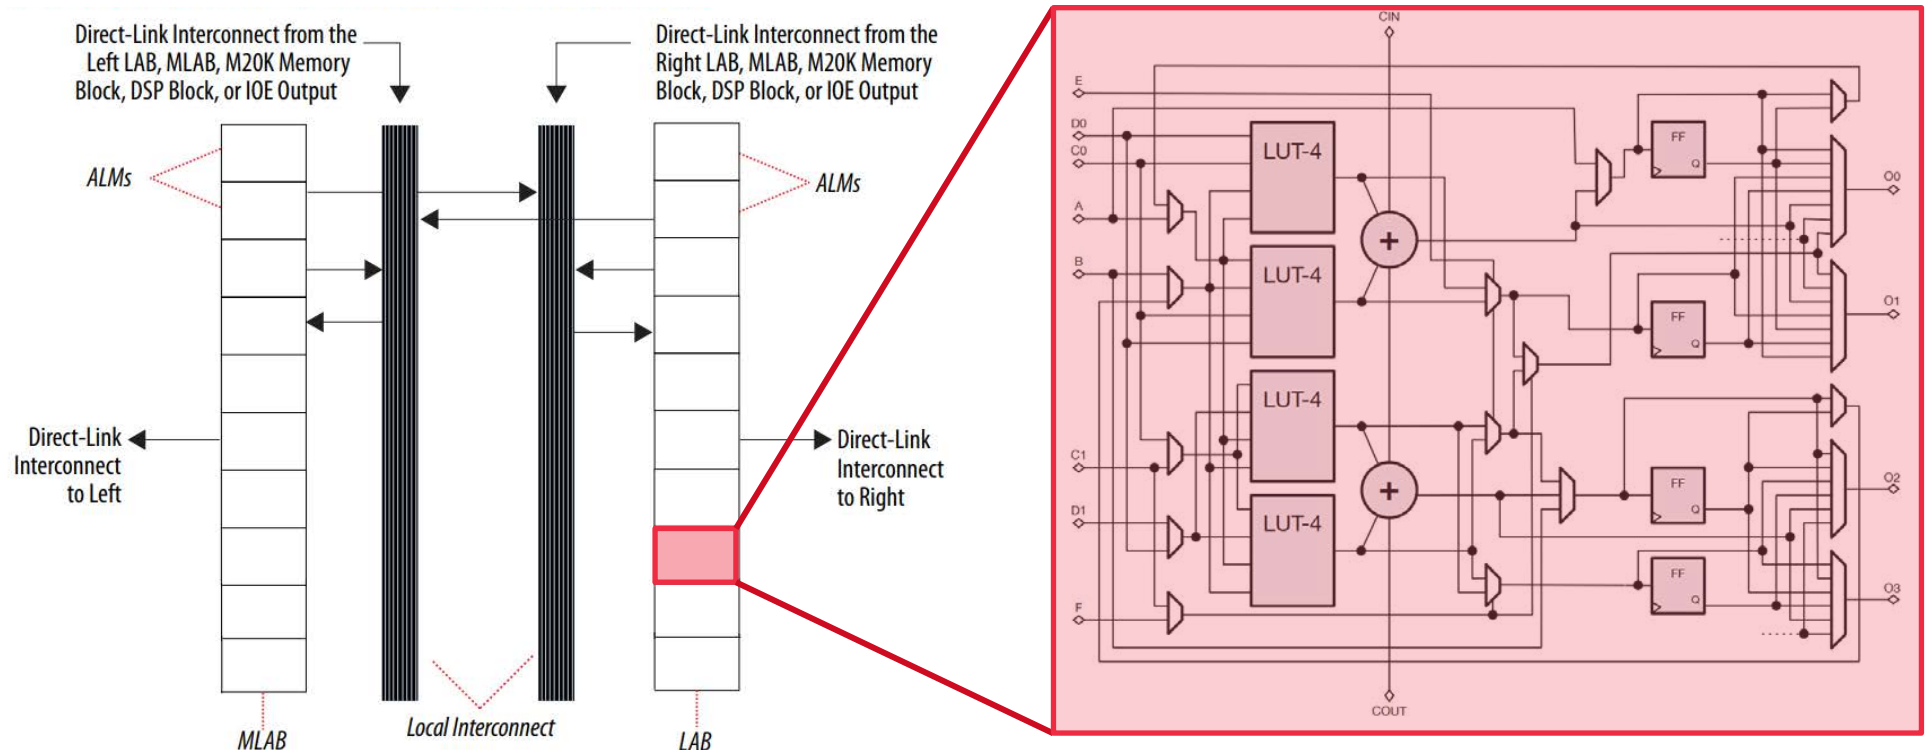 Direct-Link Interconnect from the
Left LAB, MLAB, M20K Memory
Block, DSP Block, or IOE Output
Direct-Link Interconnect from the
Right LAB, MLAB, M20K Memory
Block, DSP Block, or IOE Output
ALMs
ALMs
Direct-Link
Interconnect
to Left
Direct-Link
Interconnect
to Right
Local Interconnect
MLAB
LAB
CIN
E
D0
C0
A
B
C1
D1
F
LUT-4
LUT-4
LUT-4
LUT-4
+
+
FF
Q
FF
Q
FF
Q
FF
Q
O0
O1
O2
O3
COUT